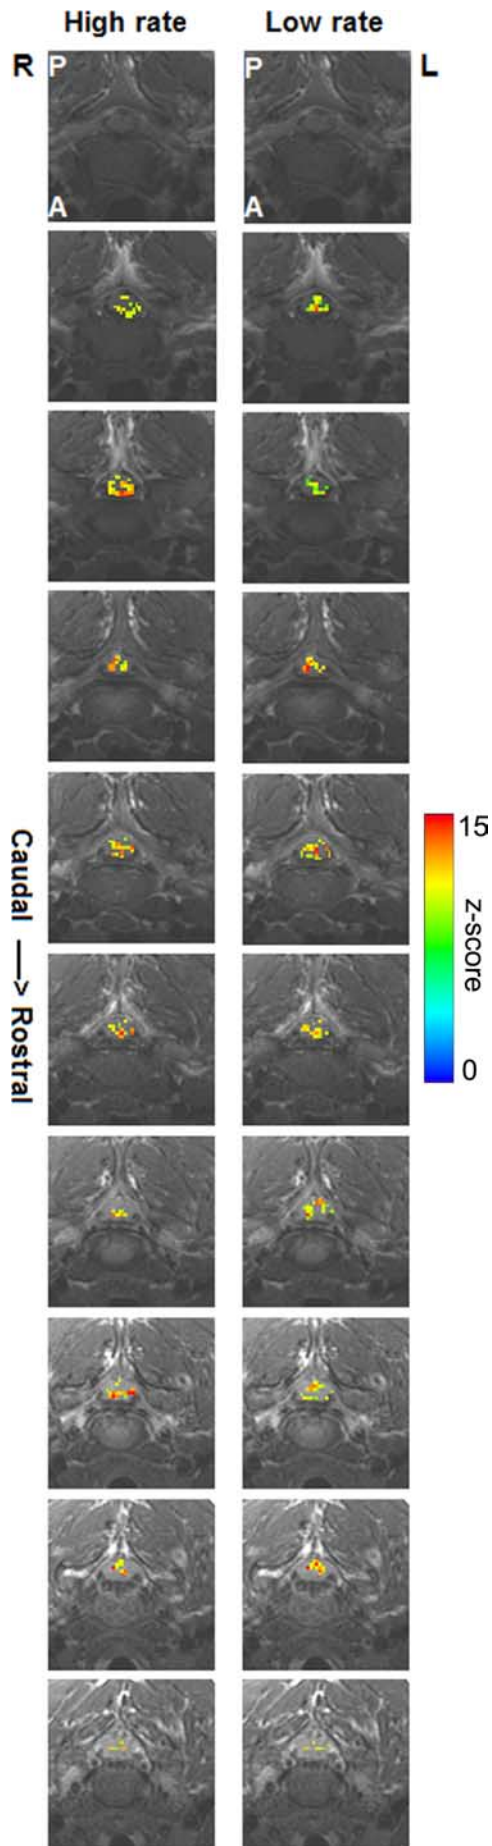 High rate Low rate
R P P L
A A
Caudal —> Rostral
15
z-score
0